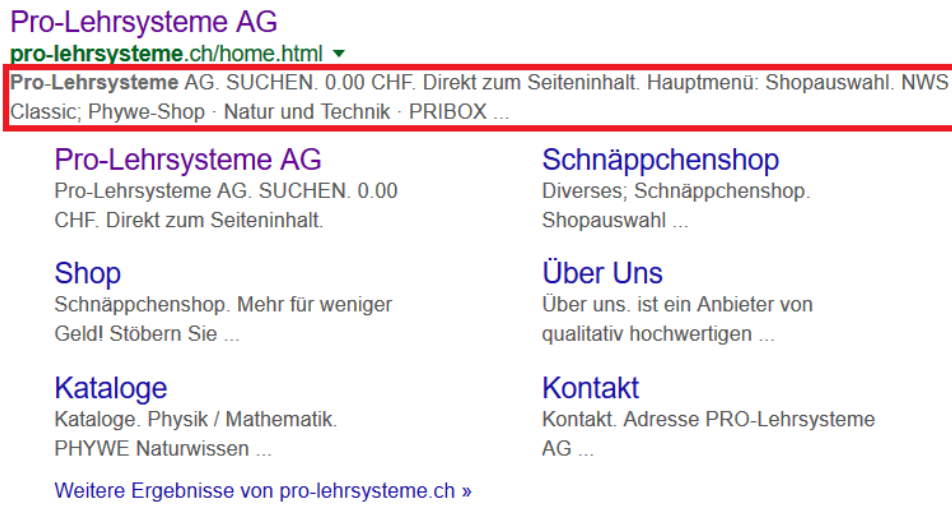 Pro-Lehrsysteme AG
pro-lehrsysteme.ch/home.html
Pro-Lehrsysteme AG. SUCHEN. 0.00 CHF. Direkt zum Seiteninhalt. Hauptmenü: Shopauswahl. NWS
Classic; Phywe-Shop · Natur und Technik · PRIBOX ...
Pro-Lehrsysteme AG
Pro-Lehrsysteme AG. SUCHEN. 0.00
CHF. Direkt zum Seiteninhalt.
Schnäppchenshop
Diverses; Schnäppchenshop.
Shopauswahl ...
Shop
Schnäppchenshop. Mehr für weniger
Geld! Stöbern Sie ...
Über Uns
Über uns. ist ein Anbieter von
qualitativ hochwertigen ...
Kataloge
Kataloge. Physik / Mathematik.
PHYWE Naturwissen ...
Kontakt
Kontakt. Adresse PRO-Lehrsysteme
AG ...
Weitere Ergebnisse von pro-lehrsysteme.ch »